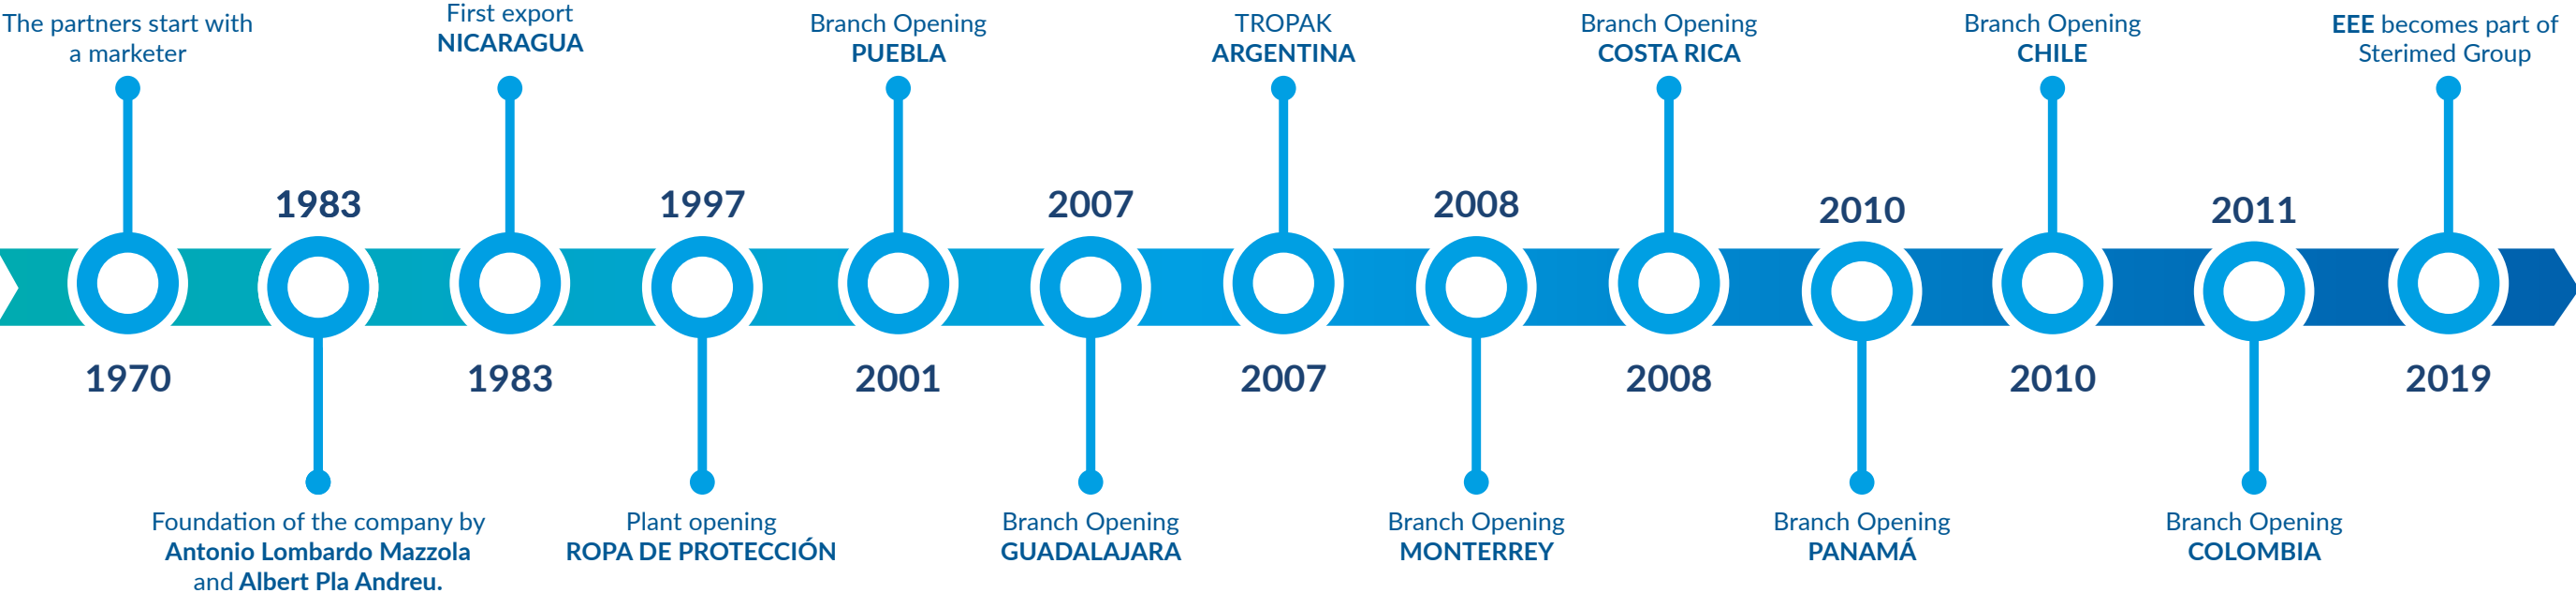 The partners start with
a marketer
1970
1983
Foundation of the company by
Antonio Lombardo Mazzola
and Albert Pla Andreu.
First export
NICARAGUA
1983
1997
Plant opening
ROPA DE PROTECCIÓN
Branch Opening
PUEBLA
2001
2007
Branch Opening
GUADALAJARA
TROPAK
ARGENTINA
2007
2008
Branch Opening
MONTERREY
Branch Opening
COSTA RICA
2008
2010
Branch Opening
PANAMÁ
Branch Opening
CHILE
2010
2011
Branch Opening
COLOMBIA
EEE becomes part of
Sterimed Group
2019